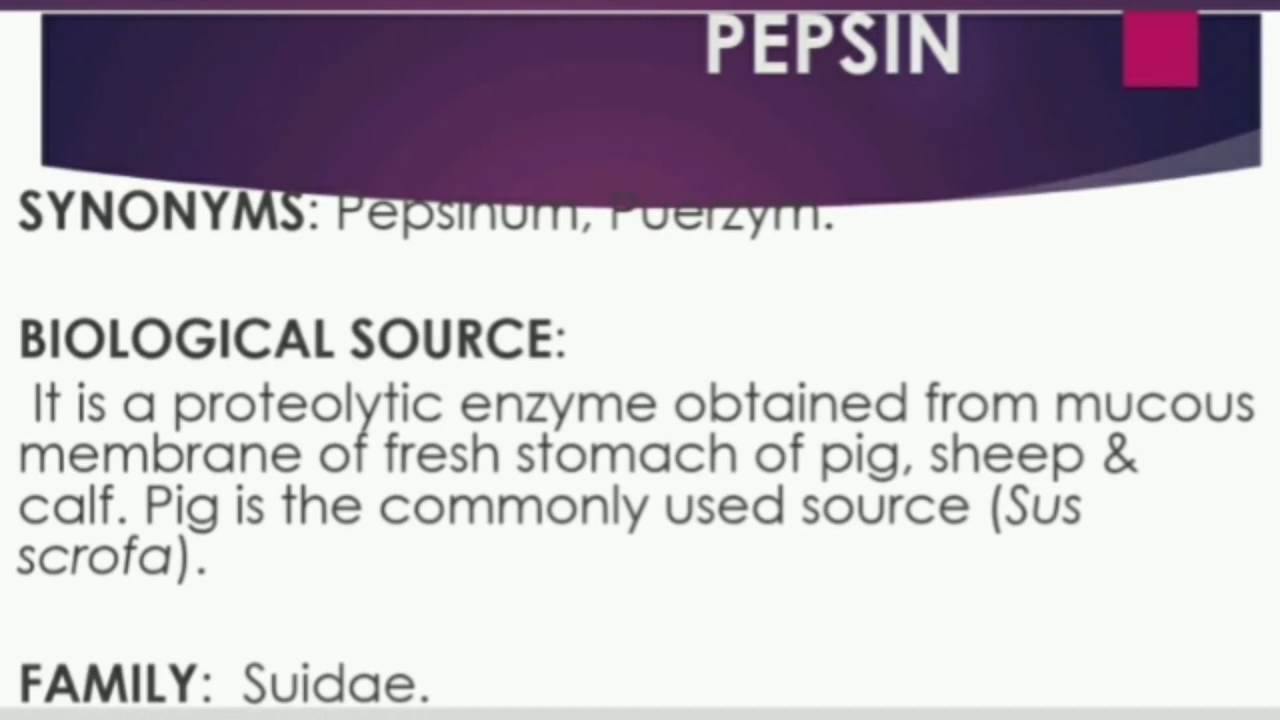 PEPSIN
SYNONYMS: Pepsinum, Puerzym.
BIOLOGICAL SOURCE:
It is a proteolytic enzyme obtained from mucous
membrane of fresh stomach of pig, sheep &
calf. Pig is the commonly used source (Sus
scrofa).
FAMILY: Suidae.